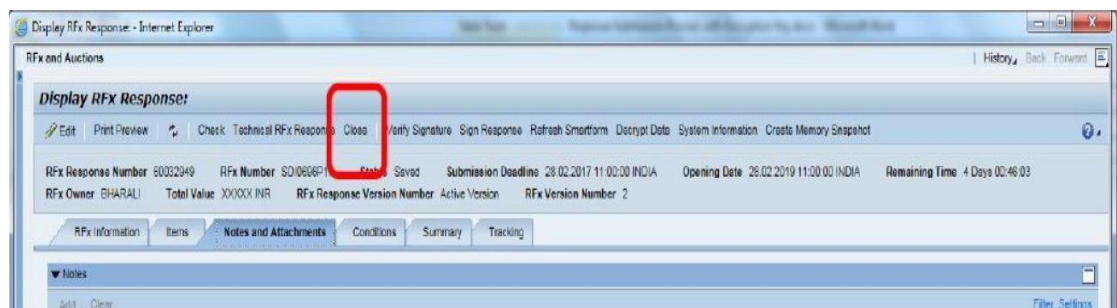 Display RFx Response: - Internet Explorer
RFx and Auctions History Back Forward
Display RFx Response:
Edit Print Preview Check Technical RFx Response Close Verify Signature Sign Response Refresh Smartform Decrypt Data System Information Create Memory Snapshot
RFx Response Number 60032949 RFx Number Status Saved Submission Deadline 28.02.2017 11:00:00 INDIA Opening Date 28.02.2019 11:00:00 INDIA Remaining Time 4 Days 00:46:03
RFx Owner BHARALI Total Value XXXXX INR RFx Response Version Number Active Version RFx Version Number 2
RFx Information Items Notes and Attachments Conditions Summary Tracking
Notes
Add Clear Filter Settings